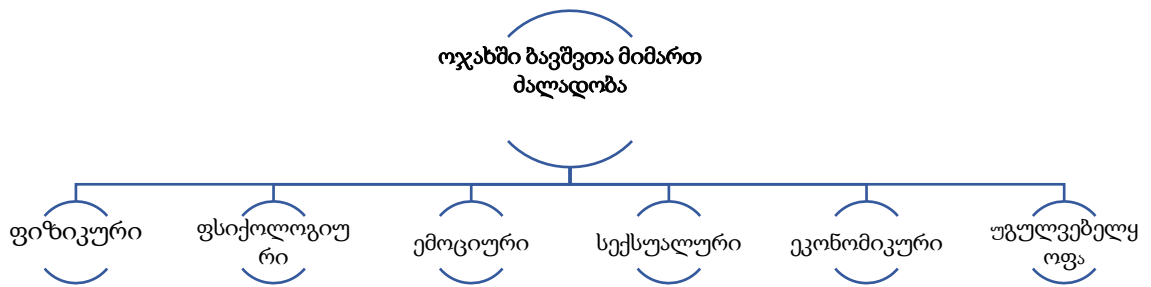 ოჯახში ბავშვთა მიმართ
ძალადობა
ფიზიკური
ფსიქოლოგიუ
რი
ემოციური
სექსუალური
ეკონომიკური
უგულვებელყ
ოფა